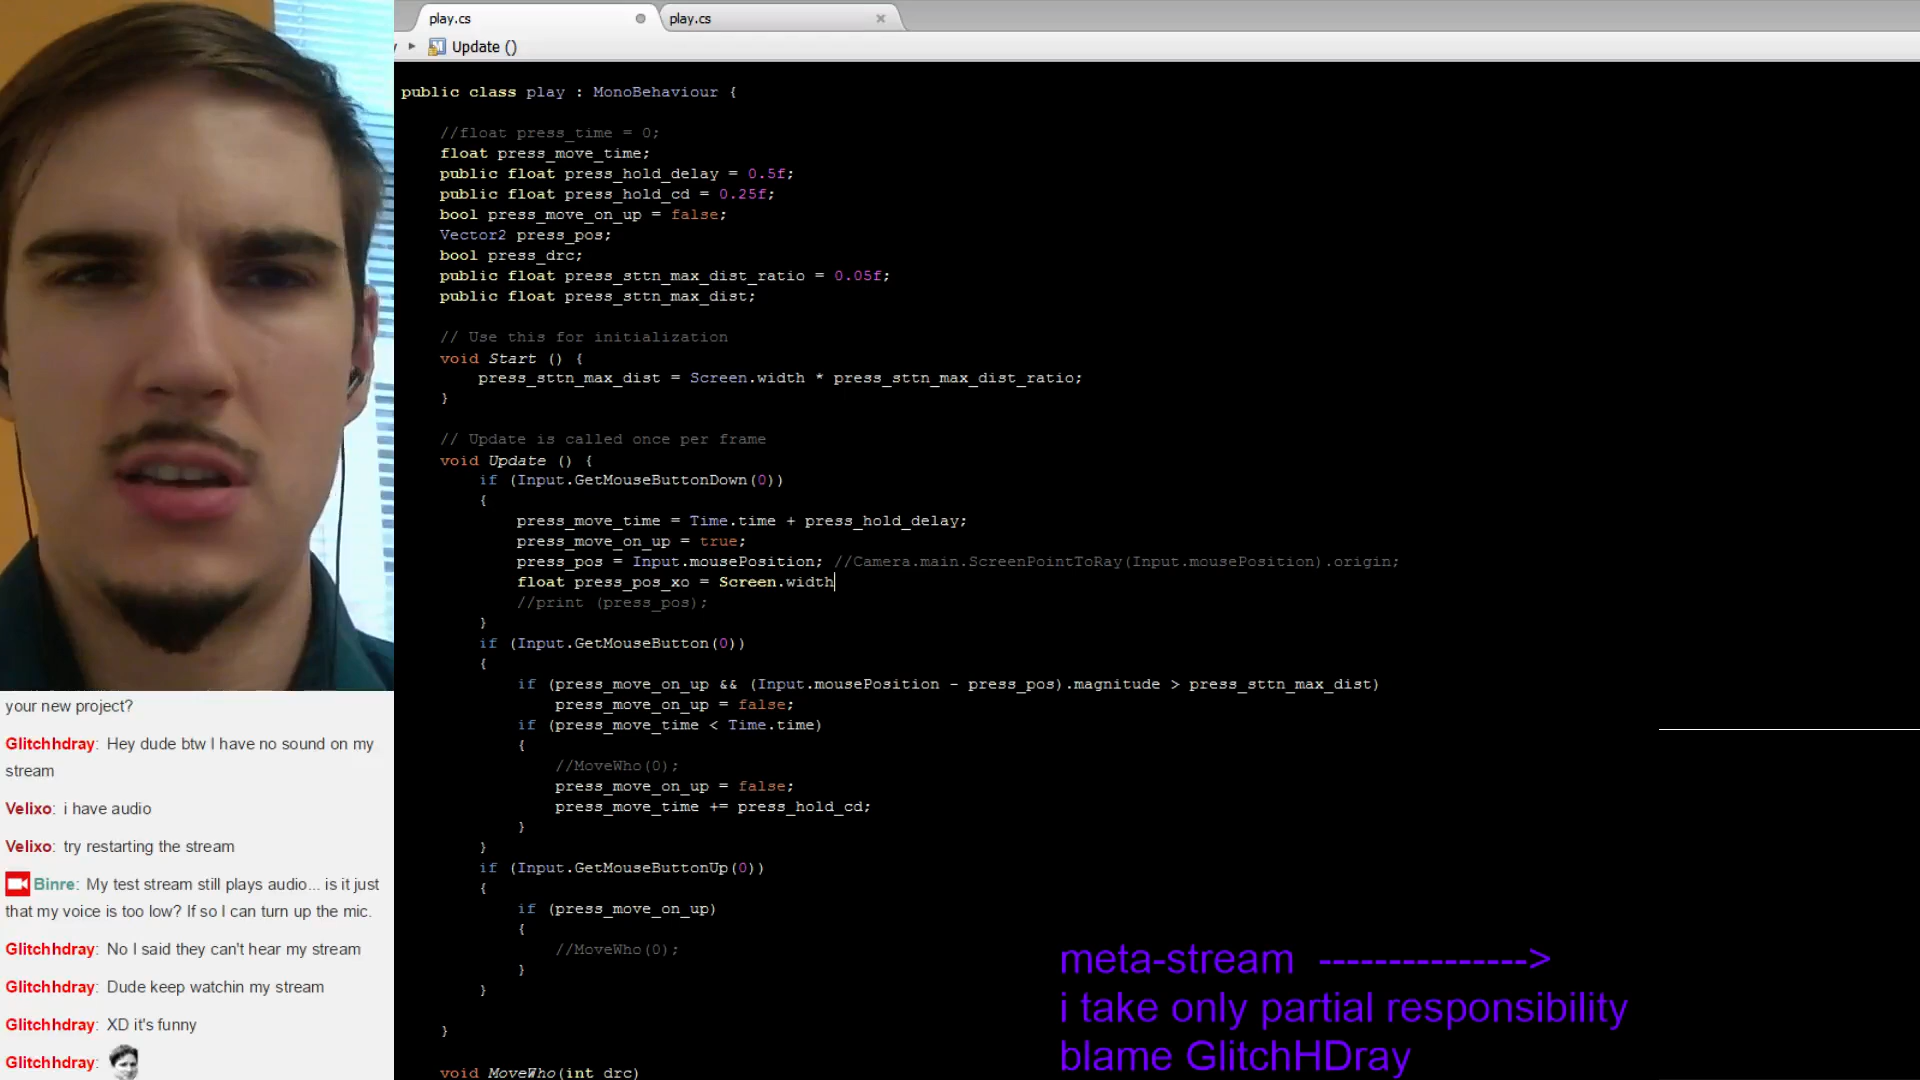 play.cs
play.cs
Update ()
public class play : MonoBehaviour {
//float press_time = 0;
float press_move_time;
public float press_hold_delay = 0.5f;
public float press_hold_cd = 0.25f;
bool press_move_on_up = false;
Vector2 press_pos;
bool press_drc;
public float press_sttn_max_dist_ratio = 0.05f;
public float press_sttn_max_dist;
// Use this for initialization
void Start () {
press_sttn_max_dist = Screen.width * press_sttn_max_dist_ratio;
}
// Update is called once per frame
void Update () {
if (Input.GetMouseButtonDown(0))
{
press_move_time = Time.time + press_hold_delay;
press_move_on_up = true;
press_pos = Input.mousePosition; //Camera.main.ScreenPointToRay(Input.mousePosition).origin;
float press_pos_xo = Screen.width
//print (press_pos);
}
if (Input.GetMouseButton(0))
{
if (press_move_on_up && (Input.mousePosition - press_pos).magnitude > press_sttn_max_dist)
press_move_on_up = false;
if (press_move_time < Time.time)
{
//MoveWho(0);
press_move_on_up = false;
press_move_time += press_hold_cd;
}
}
if (Input.GetMouseButtonUp(0))
{
if (press_move_on_up)
{
//MoveWho(0);
}
}
}
void MoveWho(int drc)
your new project?
Glitchhdray: Hey dude btw I have no sound on my
stream
Velixo: i have audio
Velixo: try restarting the stream
Binre: My test stream still plays audio... is it just
that my voice is too low? If so I can turn up the mic.
Glitchhdray: No I said they can't hear my stream
Glitchhdray: Dude keep watchin my stream
Glitchhdray: XD it's funny
Glitchhdray:
meta-stream --------------->
i take only partial responsibility
blame GlitchHDray